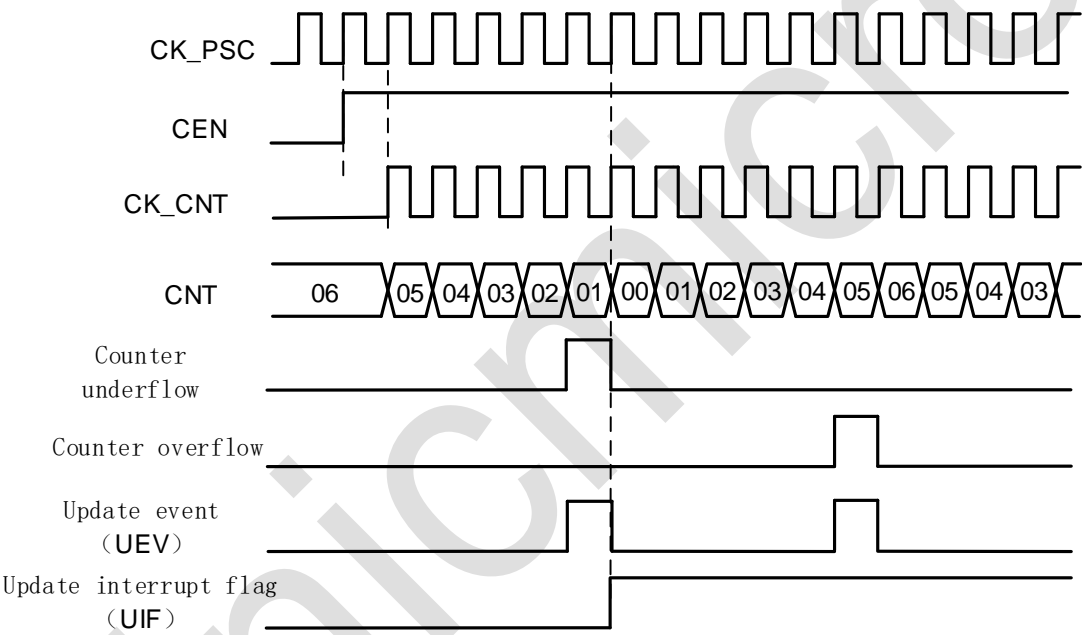 CK_PSC
CEN
CK_CNT
CNT 06 05 04 03 02 01 00 01 02 03 04 05 06 05 04 03
Counter
underflow
Counter overflow
Update event
（UEV）
Update interrupt flag
（UIF）